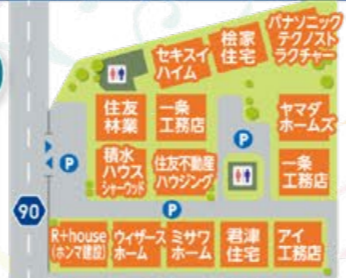 パナソニック
テクノスト
ラクチャー
桧家
住宅
セキスイ
ハイム
住友
林業
一条
工務店
ヤマダ
ホームズ
P
積水
ハウス
シャーウッド
住友不動産
ハウジング
一条
工務店
P
P
90
R+house
(ホンマ建設)
ウィザース
ホーム
ミサワ
ホーム
君津
住宅
アイ
工務店